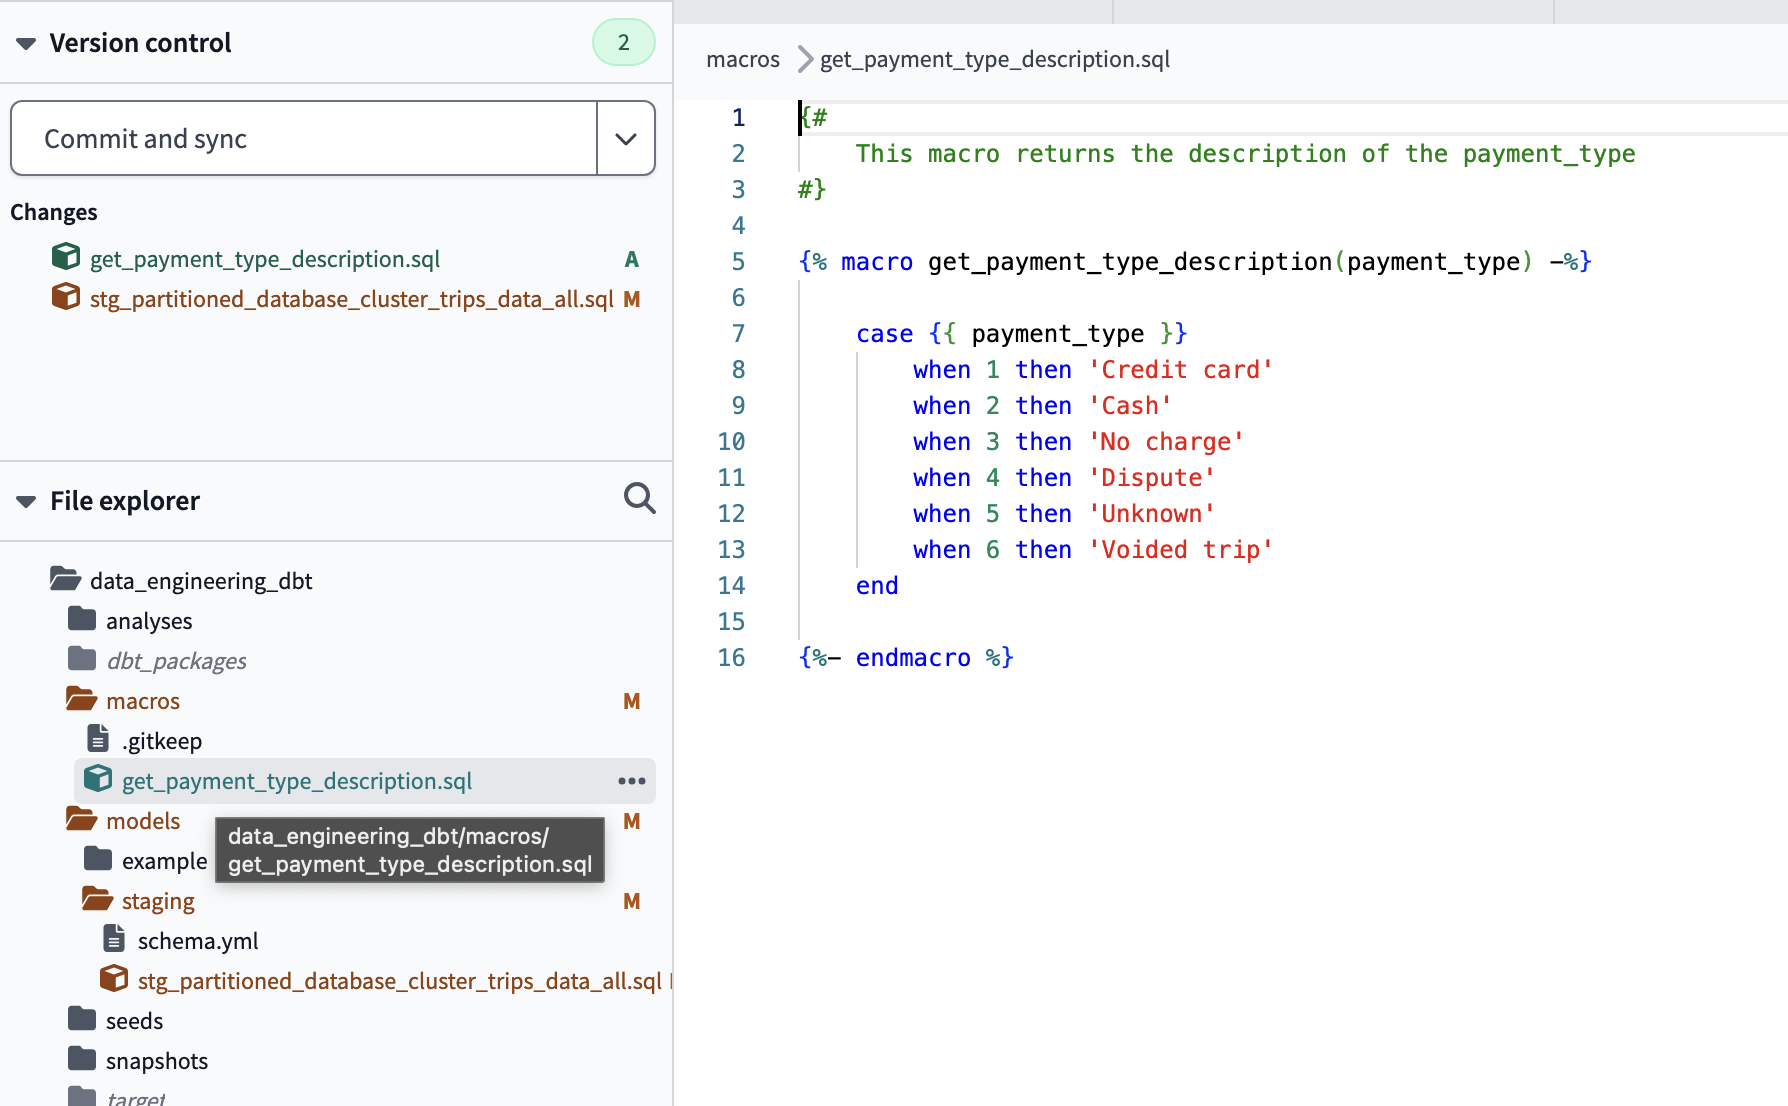 Version control
2
Commit and sync
Changes
get_payment_type_description.sql A
stg_partitioned_database_cluster_trips_data_all.sql M
File explorer
data_engineering_dbt
analyses
dbt_packages
macros M
.gitkeep
get_payment_type_description.sql
models M
data_engineering_dbt/macros/
get_payment_type_description.sql
example
staging M
schema.yml
stg_partitioned_database_cluster_trips_data_all.sql
seeds
snapshots
target
macros > get_payment_type_description.sql
1 {#
2     This macro returns the description of the payment_type
3 #}
4
5 {% macro get_payment_type_description(payment_type) -%}
6
7     case {{ payment_type }}
8         when 1 then 'Credit card'
9         when 2 then 'Cash'
10         when 3 then 'No charge'
11         when 4 then 'Dispute'
12         when 5 then 'Unknown'
13         when 6 then 'Voided trip'
14     end
15
16 {%- endmacro %}